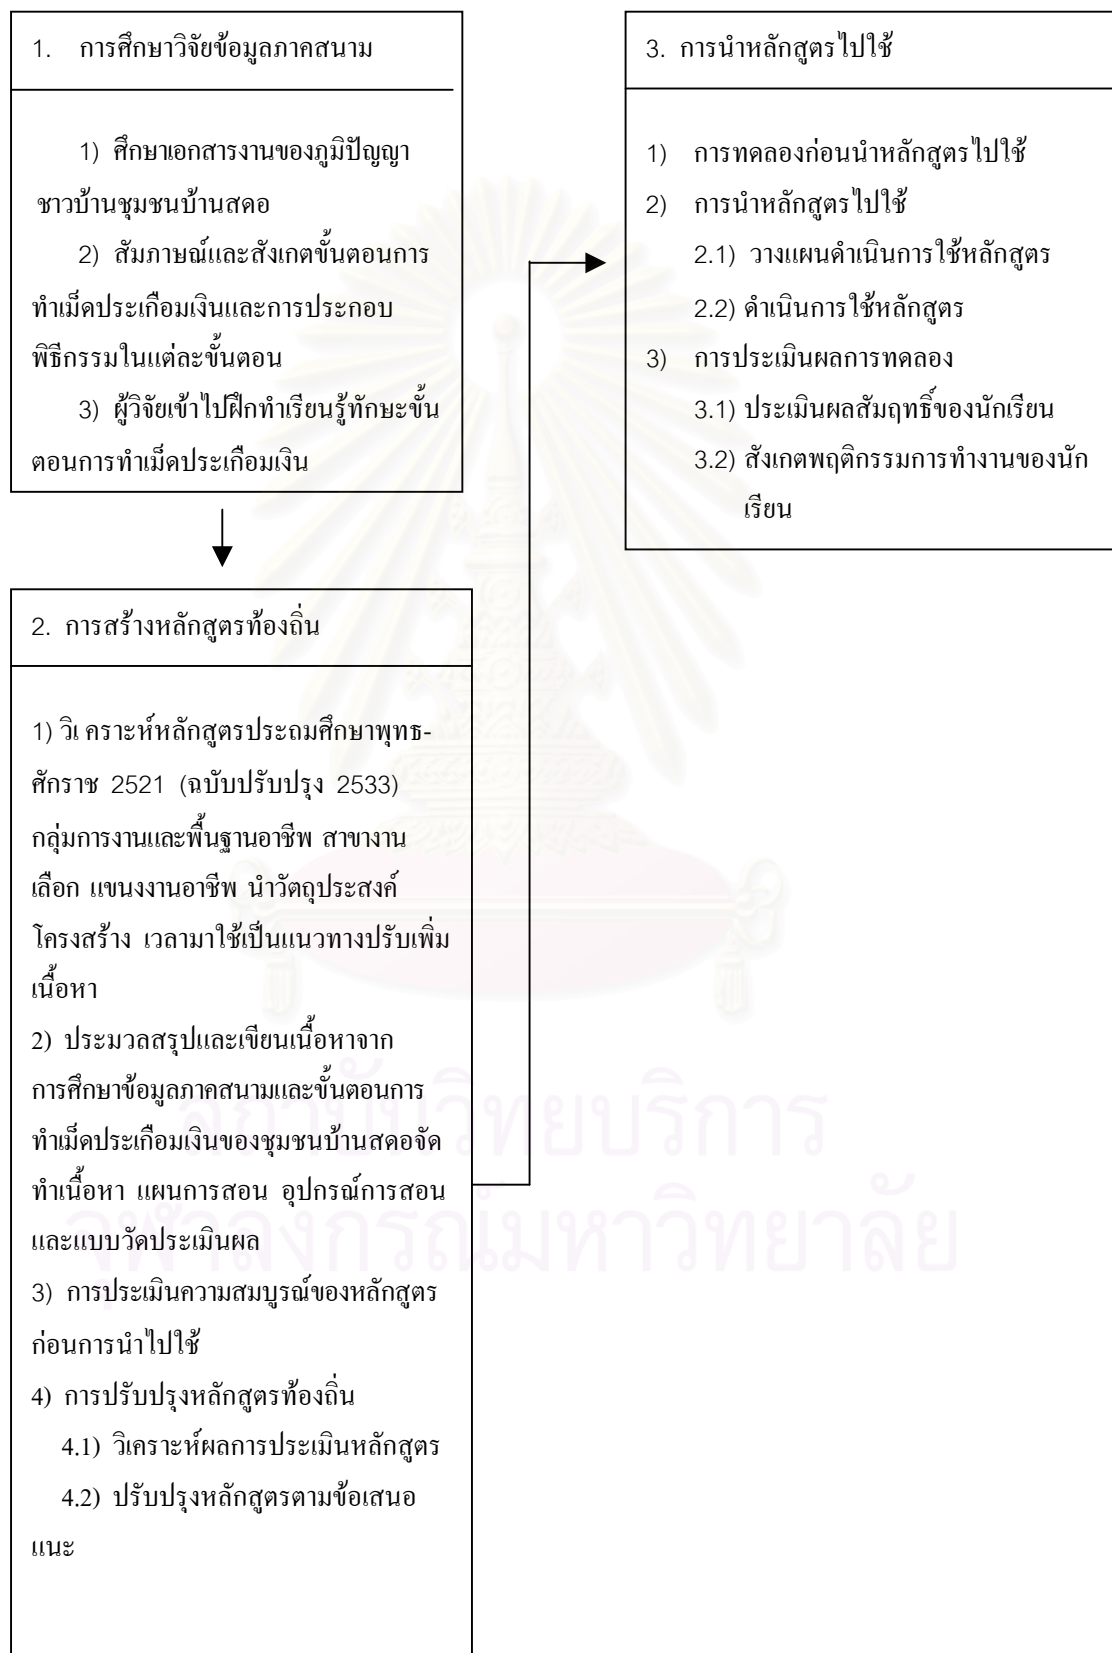 1. การศึกษาวิจัยข้อมูลภาคสนาม
1) ศึกษาเอกสารงานของภูมิปัญญา
ชาวบ้านชุมชนบ้านสดอ
2) สัมภาษณ์และสังเกตขั้นตอนการ
ทำเม็ดประเกือมเงินและการประกอบ
พิธีกรรมในแต่ละขั้นตอน
3) ผู้วิจัยเข้าไปฝึกทำเรียนรู้ทักษะขั้น
ตอนการทำเม็ดประเกือมเงิน
2. การสร้างหลักสูตรท้องถิ่น
1) วิเคราะห์หลักสูตรประถมศึกษาพุทธ-
ศักราช 2521 (ฉบับปรับปรุง 2533)
กลุ่มการงานและพื้นฐานอาชีพ สาขางาน
เลือก แขนงงานอาชีพ นำวัตถุประสงค์
โครงสร้าง เวลามาใช้เป็นแนวทางปรับเพิ่ม
เนื้อหา
2) ประมวลสรุปและเขียนเนื้อหาจาก
การศึกษาข้อมูลภาคสนามและขั้นตอนการ
ทำเม็ดประเกือมเงินของชุมชนบ้านสดอจัด
ทำเนื้อหา แผนการสอน อุปกรณ์การสอน
และแบบวัดประเมินผล
3) การประเมินความสมบูรณ์ของหลักสูตร
ก่อนการนำไปใช้
4) การปรับปรุงหลักสูตรท้องถิ่น
4.1) วิเคราะห์ผลการประเมินหลักสูตร
4.2) ปรับปรุงหลักสูตรตามข้อเสนอ
แนะ
3. การนำหลักสูตรไปใช้
1) การทดลองก่อนนำหลักสูตรไปใช้
2) การนำหลักสูตรไปใช้
2.1) วางแผนดำเนินการใช้หลักสูตร
2.2) ดำเนินการใช้หลักสูตร
3) การประเมินผลการทดลอง
3.1) ประเมินผลสัมฤทธิ์ของนักเรียน
3.2) สังเกตพฤติกรรมการทำงานของนัก
เรียน
สถาบันวิทยบริการ
จุฬาลงกรณ์มหาวิทยาลัย